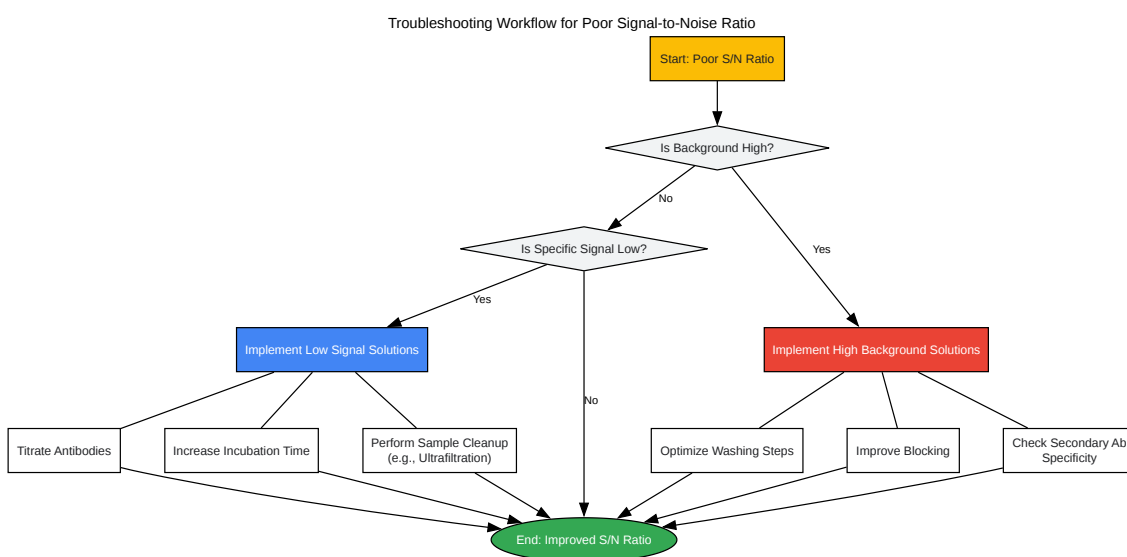 Troubleshooting Workflow for Poor Signal-to-Noise Ratio
Start: Poor S/N Ratio
Is Background High?
No
Is Specific Signal Low?
Yes
Yes
Implement Low Signal Solutions
Implement High Background Solutions
No
Titrate Antibodies
Increase Incubation Time
Perform Sample Cleanup
(e.g., Ultrafiltration)
Optimize Washing Steps
Improve Blocking
Check Secondary Ab
Specificity
End: Improved S/N Ratio